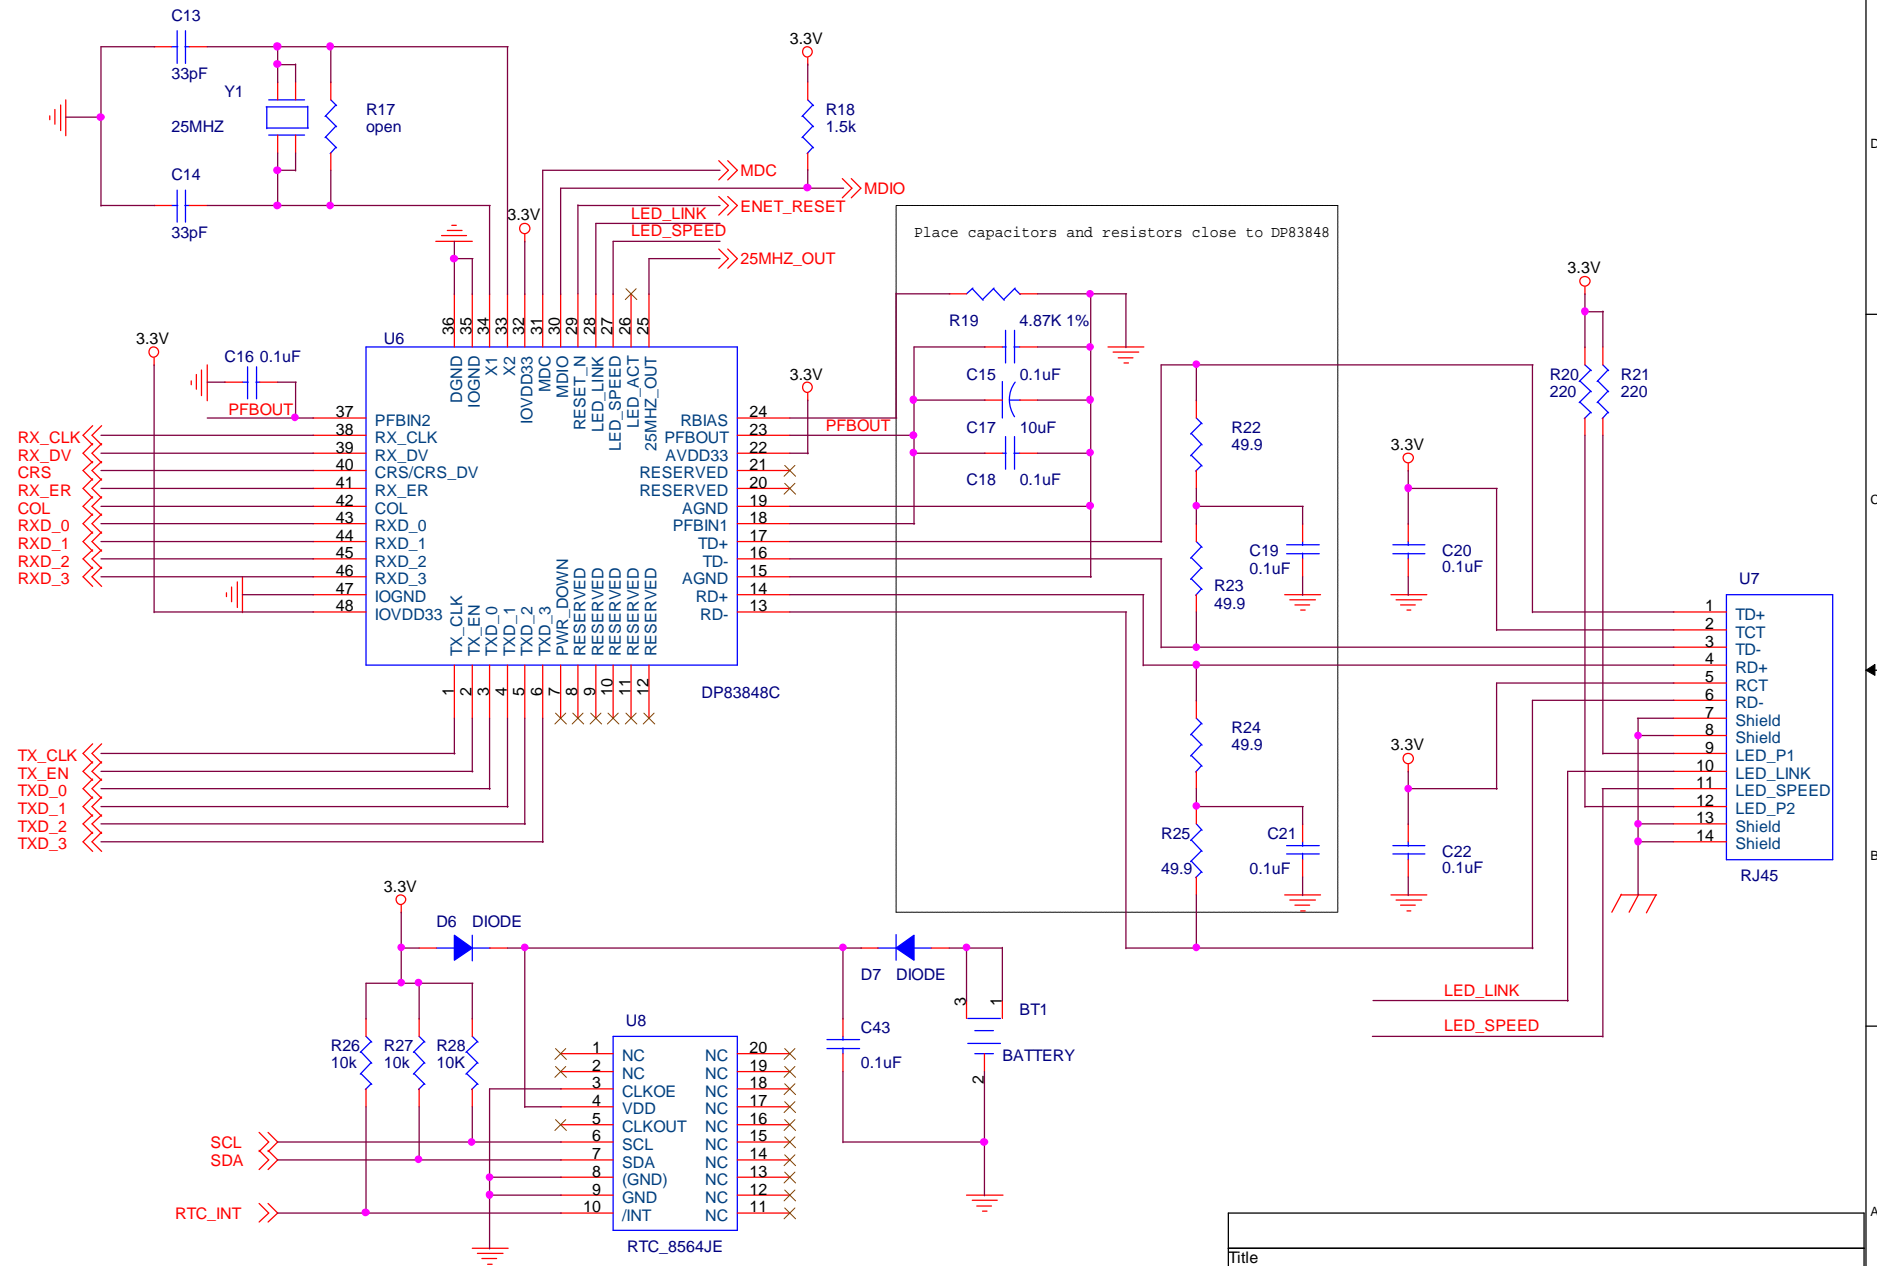 C13
33pF
Y1
25MHZ
R17
open
C14
33pF
3.3V
R18
1.5k
MDC
MDIO
ENET_RESET
LED_LINK
LED_SPEED
25MHZ_OUT
3.3V
Place capacitors and resistors close to DP83848
36
35
34
33
32
31
30
29
28
27
26
25
U6
DGND
IOGND
X1
X2
IOVDD33
MDC
MDIO
RESET_N
LED_LINK
LED_SPEED
LED_ACT
25MHZ_OUT
3.3V
C16 0.1uF
PFBOUT
RX_CLK
RX_DV
CRS
RX_ER
COL
RXD_0
RXD_1
RXD_2
RXD_3
37 PFBIN2
38 RX_CLK
39 RX_DV
40 CRS/CRS_DV
41 RX_ER
42 COL
43 RXD_0
44 RXD_1
45 RXD_2
46 RXD_3
47 IOGND
48 IOVDD33
RBIAS 24
PFBOUT 23
AVDD33 22
RESERVED 21
RESERVED 20
AGND 19
PFBIN1 18
TD+ 17
TD- 16
AGND 15
RD+ 14
RD- 13
TX_CLK
TX_EN
TXD_0
TXD_1
TXD_2
TXD_3
PWR_DOWN
RESERVED
RESERVED
RESERVED
RESERVED
RESERVED
1
2
3
4
5
6
7
8
9
10
11
12
DP83848C
TX_CLK
TX_EN
TXD_0
TXD_1
TXD_2
TXD_3
3.3V
PFBOUT
R19 4.87K 1%
C15 0.1uF
C17 10uF
C18 0.1uF
R22
49.9
R23
49.9
C19
0.1uF
R24
49.9
R25
49.9
C21
0.1uF
3.3V
C20
0.1uF
3.3V
C22
0.1uF
3.3V
R20
220
R21
220
U7
1 TD+
2 TCT
3 TD-
4 RD+
5 RCT
6 RD-
7 Shield
8 Shield
9 LED_P1
10 LED_LINK
11 LED_SPEED
12 LED_P2
13 Shield
14 Shield
RJ45
LED_LINK
LED_SPEED
3.3V
D6 DIODE
D7 DIODE
R26
10k
R27
10k
R28
10K
SCL
SDA
RTC_INT
U8
1 NC
2 NC
3 CLKOE
4 VDD
5 CLKOUT
6 SCL
7 SDA
8 (GND)
9 GND
10 /INT
NC 20
NC 19
NC 18
NC 17
NC 16
NC 15
NC 14
NC 13
NC 12
NC 11
RTC_8564JE
C43
0.1uF
3
1
BT1
BATTERY
2
D
C
B
A
Title